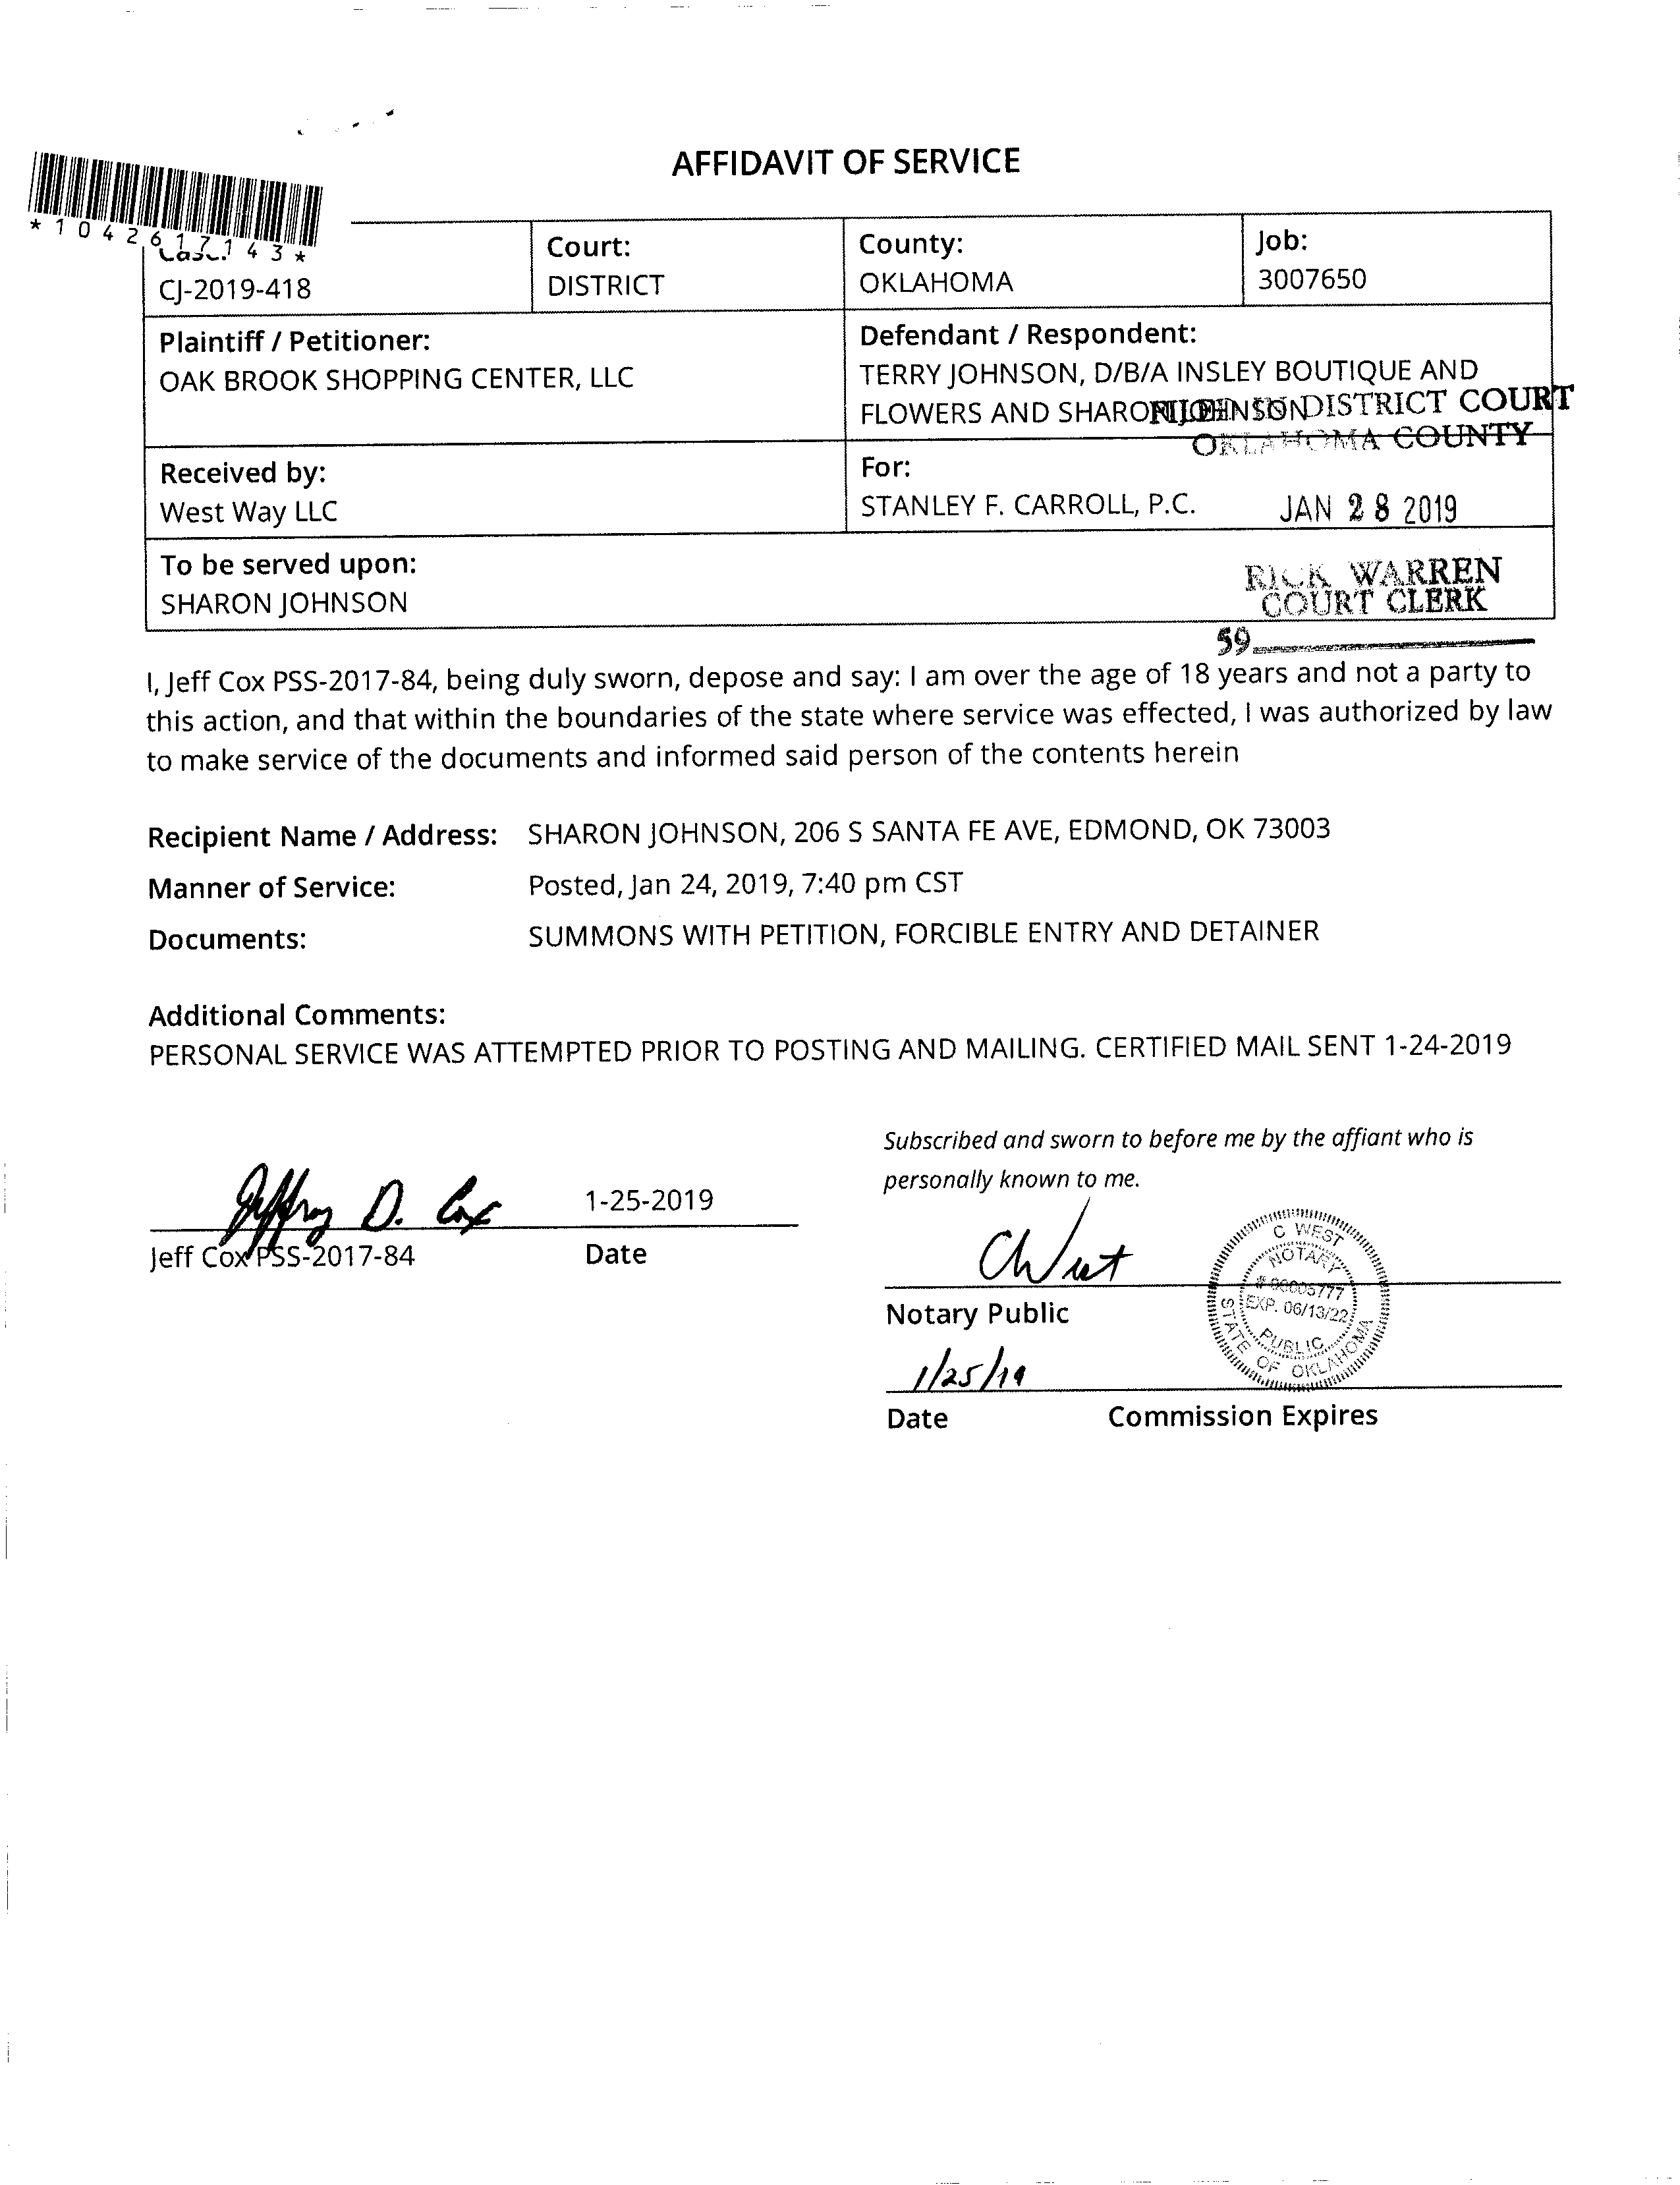 AFFIDAVIT OF SERVICE
*1042617143*
Case:
CJ-2019-418
Court:
DISTRICT
County:
OKLAHOMA
Job:
3007650
Plaintiff / Petitioner:
OAK BROOK SHOPPING CENTER, LLC
Defendant / Respondent:
TERRY JOHNSON, D/B/A INSLEY BOUTIQUE AND
FLOWERS AND SHARON JOHNSON
FILED IN DISTRICT COURT
OKLAHOMA COUNTY
Received by:
West Way LLC
For:
STANLEY F. CARROLL, P.C.
JAN 28 2019
To be served upon:
SHARON JOHNSON
RICK WARREN
COURT CLERK
59
I, Jeff Cox PSS-2017-84, being duly sworn, depose and say: I am over the age of 18 years and not a party to
this action, and that within the boundaries of the state where service was effected, I was authorized by law
to make service of the documents and informed said person of the contents herein
Recipient Name / Address: SHARON JOHNSON, 206 S SANTA FE AVE, EDMOND, OK 73003
Manner of Service: Posted, Jan 24, 2019, 7:40 pm CST
Documents: SUMMONS WITH PETITION, FORCIBLE ENTRY AND DETAINER
Additional Comments:
PERSONAL SERVICE WAS ATTEMPTED PRIOR TO POSTING AND MAILING. CERTIFIED MAIL SENT 1-24-2019
Subscribed and sworn to before me by the affiant who is
personally known to me.
Jeffrey D. Cox
1-25-2019
Jeff Cox PSS-2017-84
Date
C West
C WEST
NOTARY
EXP. 06/13/22
PUBLIC
STATE OF OKLAHOMA
Notary Public
1/25/19
Date
Commission Expires